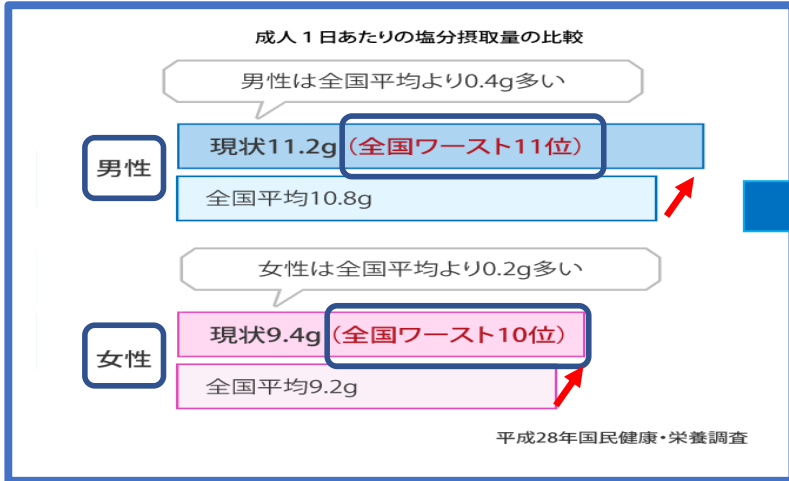 成人１日あたりの塩分摂取量の比較
男性は全国平均より0.4g多い
男性
現状11.2g（全国ワースト11位）
全国平均10.8g
女性は全国平均より0.2g多い
女性
現状9.4g（全国ワースト10位）
全国平均9.2g
平成28年国民健康・栄養調査